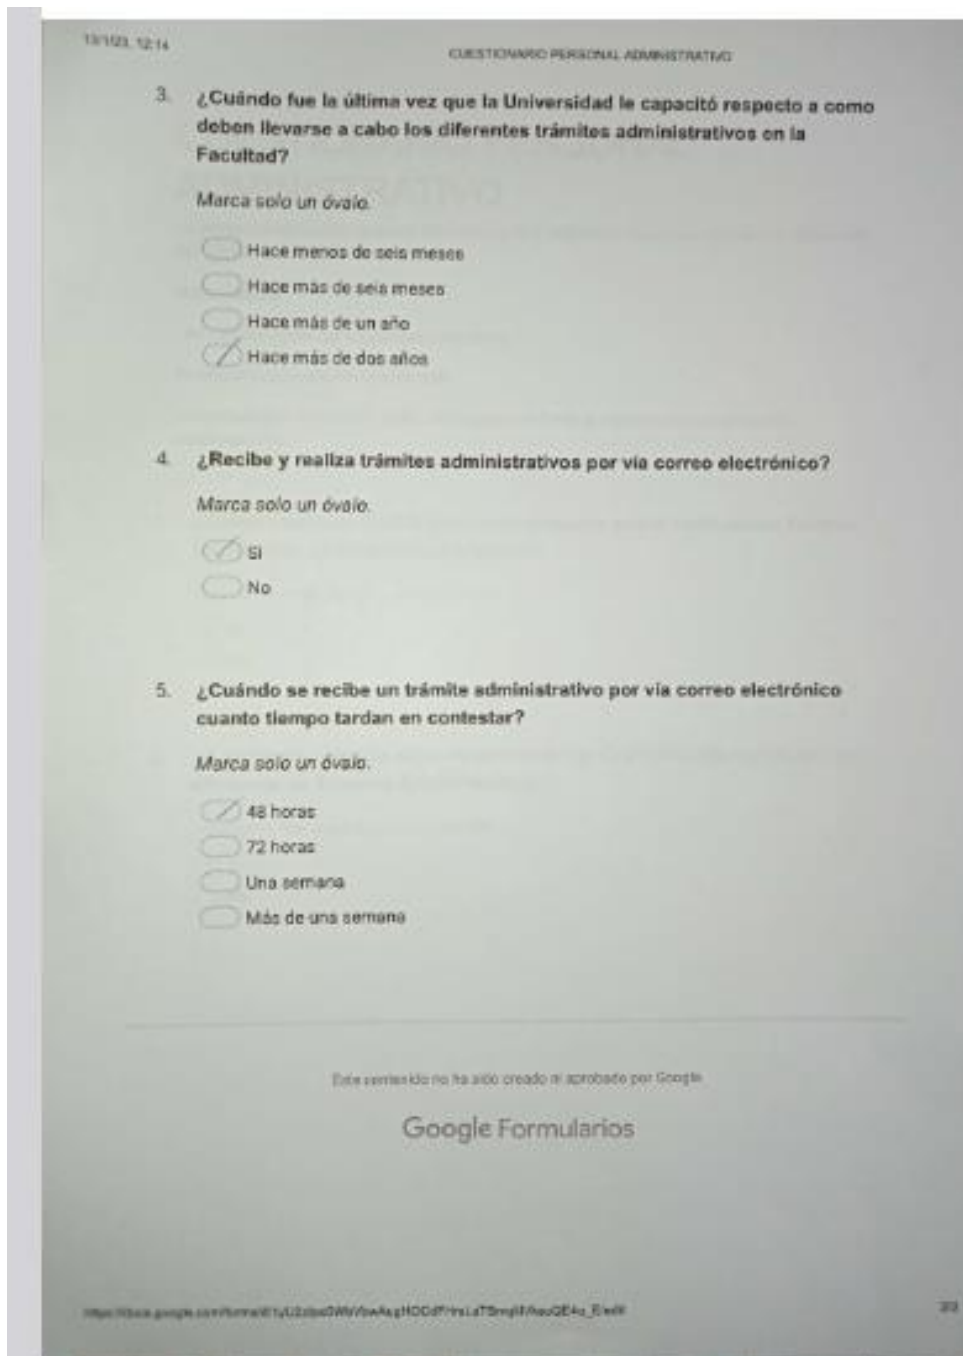 12:14
CUESTIONARIO PERSONAL ADMINISTRATIVO
3. ¿Cuándo fue la última vez que la Universidad le capacitó respecto a como
deben llevarse a cabo los diferentes trámites administrativos en la
Facultad?
Marca solo un óvalo.
Hace menos de seis meses
Hace más de seis meses
Hace más de un año
Hace más de dos años
4. ¿Recibe y realiza trámites administrativos por vía correo electrónico?
Marca solo un óvalo.
Si
No
5. ¿Cuándo se recibe un trámite administrativo por vía correo electrónico
cuanto tiempo tardan en contestar?
Marca solo un óvalo.
48 horas
72 horas
Una semana
Más de una semana
Este contenido no ha sido creado ni aprobado por Google.
Google Formularios